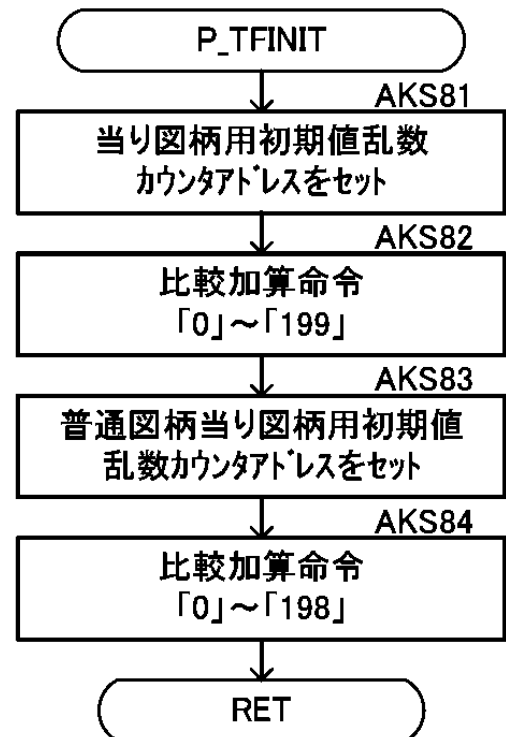 P_TFINIT
AKS81
当り図柄用初期値乱数
カウンタアドレスをセット
AKS82
比較加算命令
「0」～「199」
AKS83
普通図柄当り図柄用初期値
乱数カウンタアドレスをセット
AKS84
比較加算命令
「0」～「198」
RET